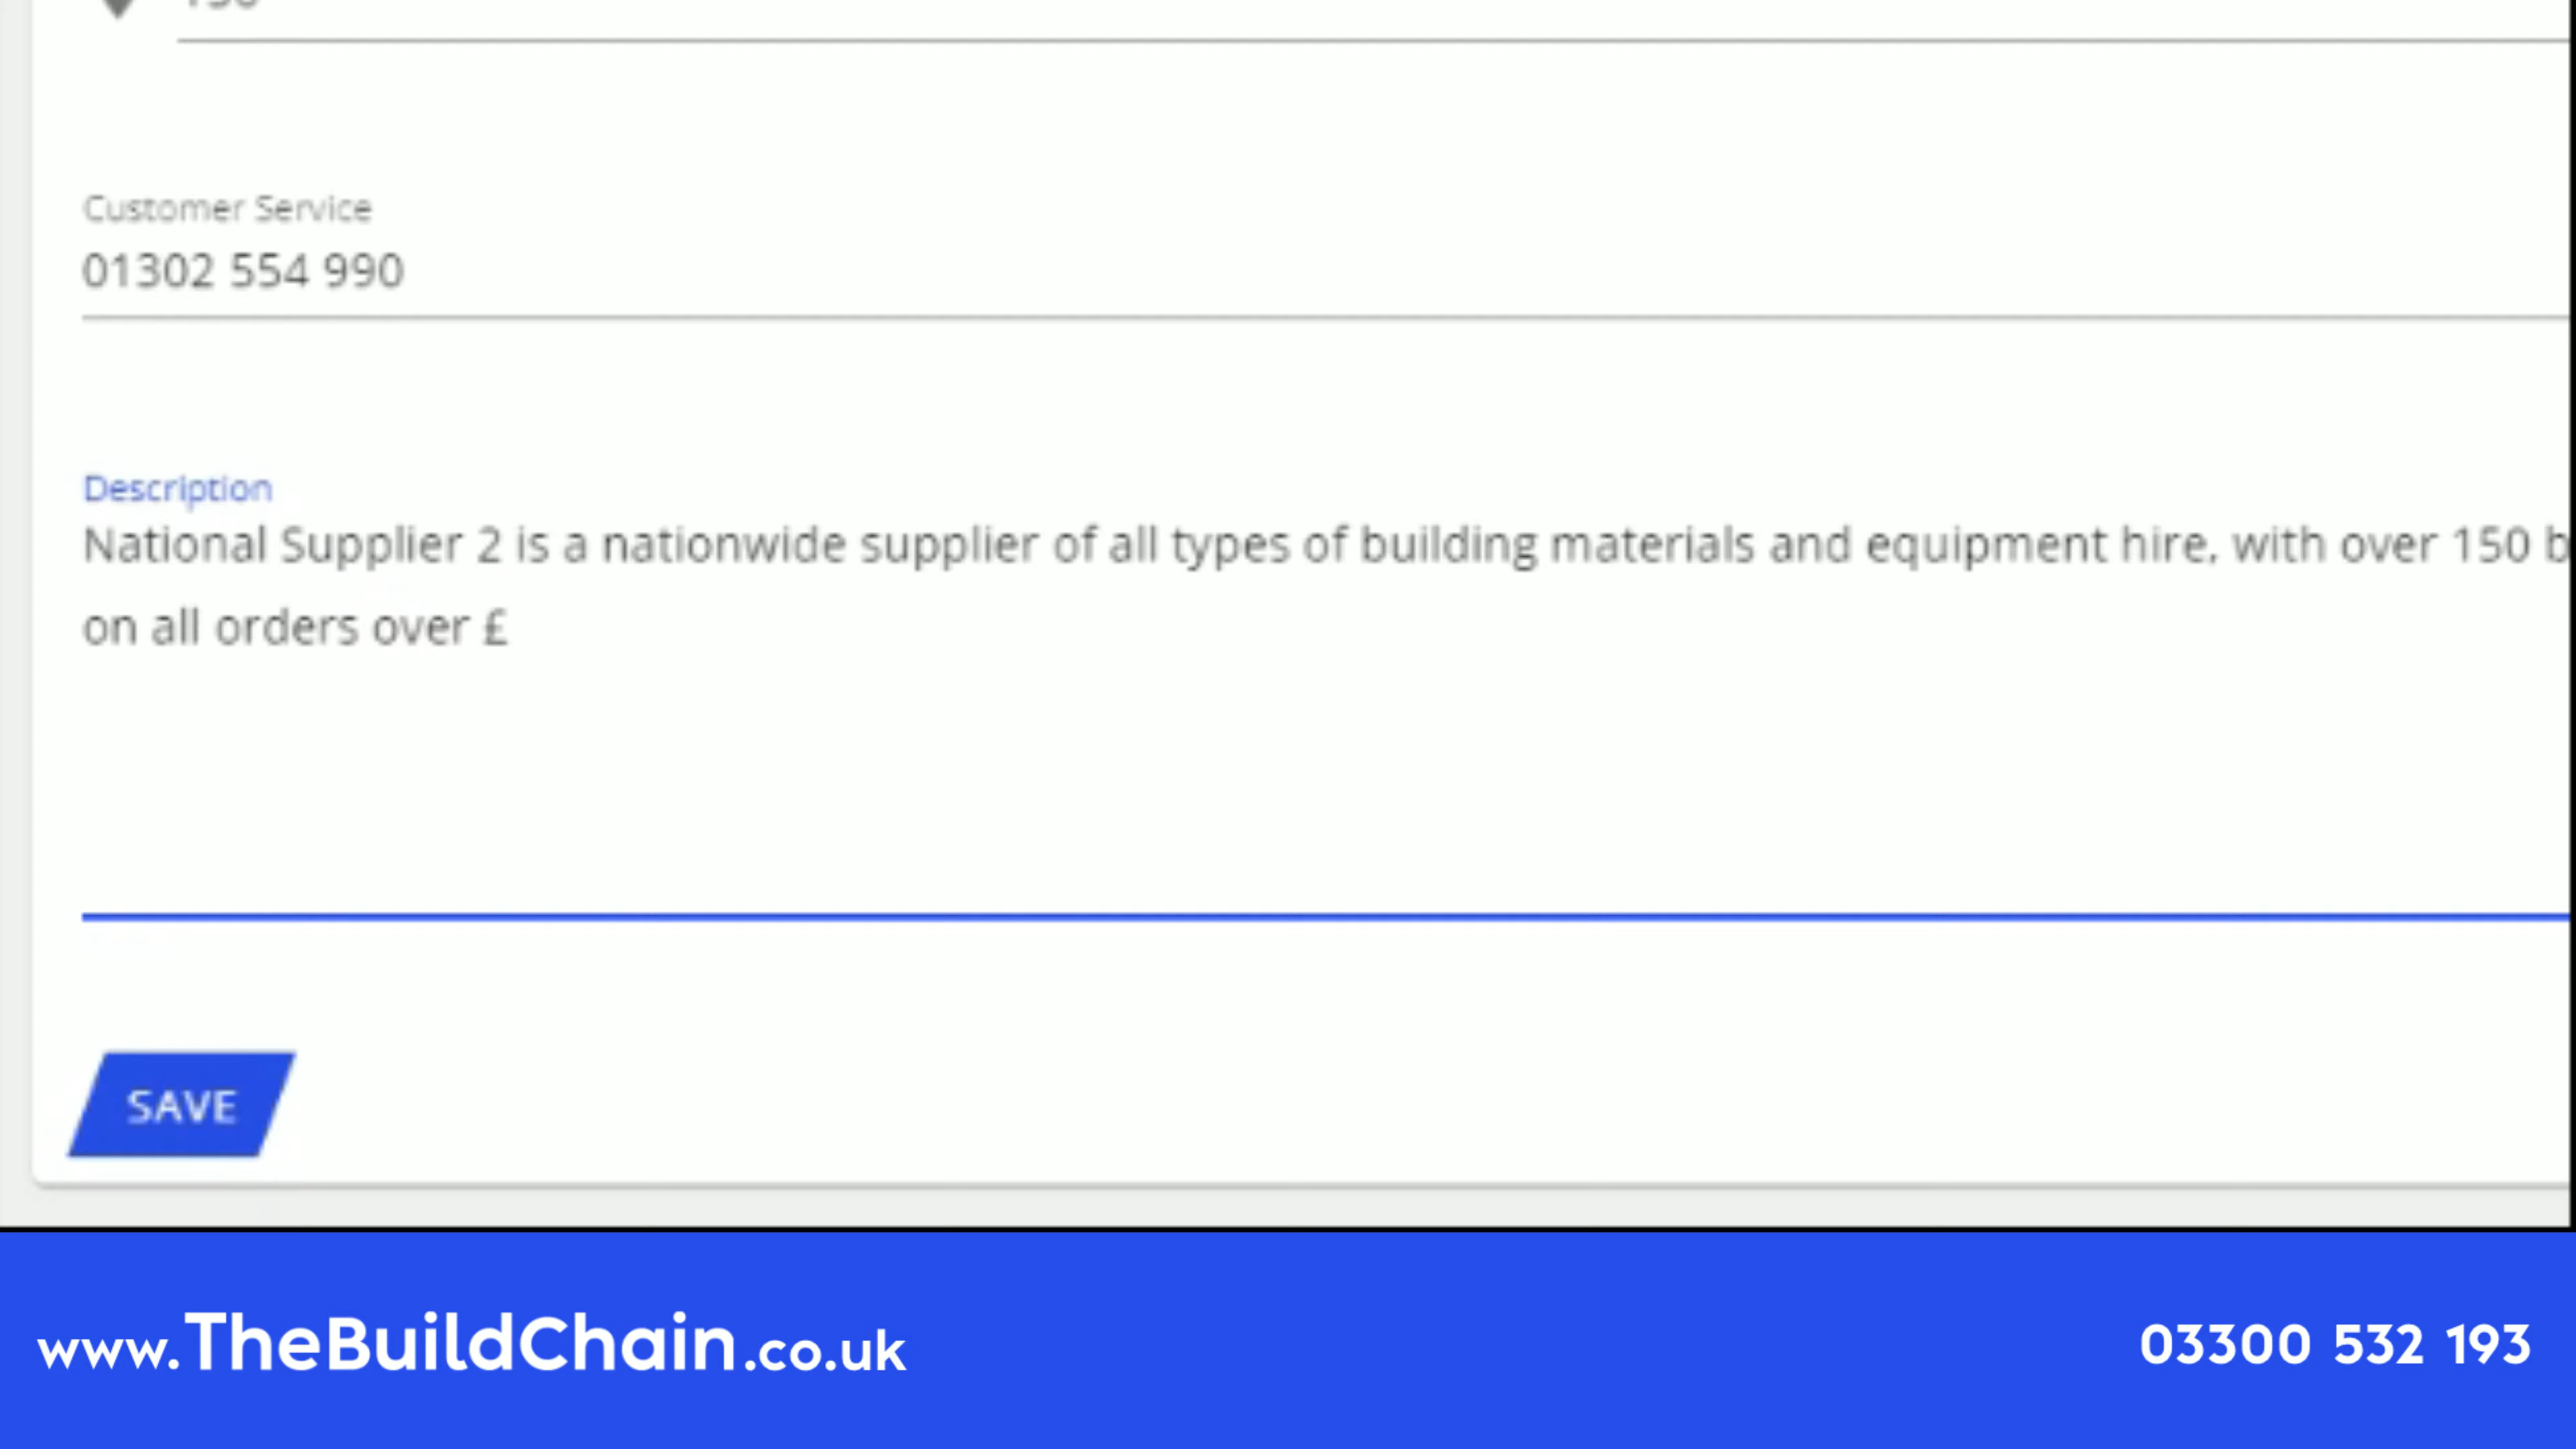 Customer Service
01302 554 990
Description
National Supplier 2 is a nationwide supplier of all types of building materials and equipment hire, with over 150
on all orders over £
SAVE
www.TheBuildChain.co.uk
03300 532 193